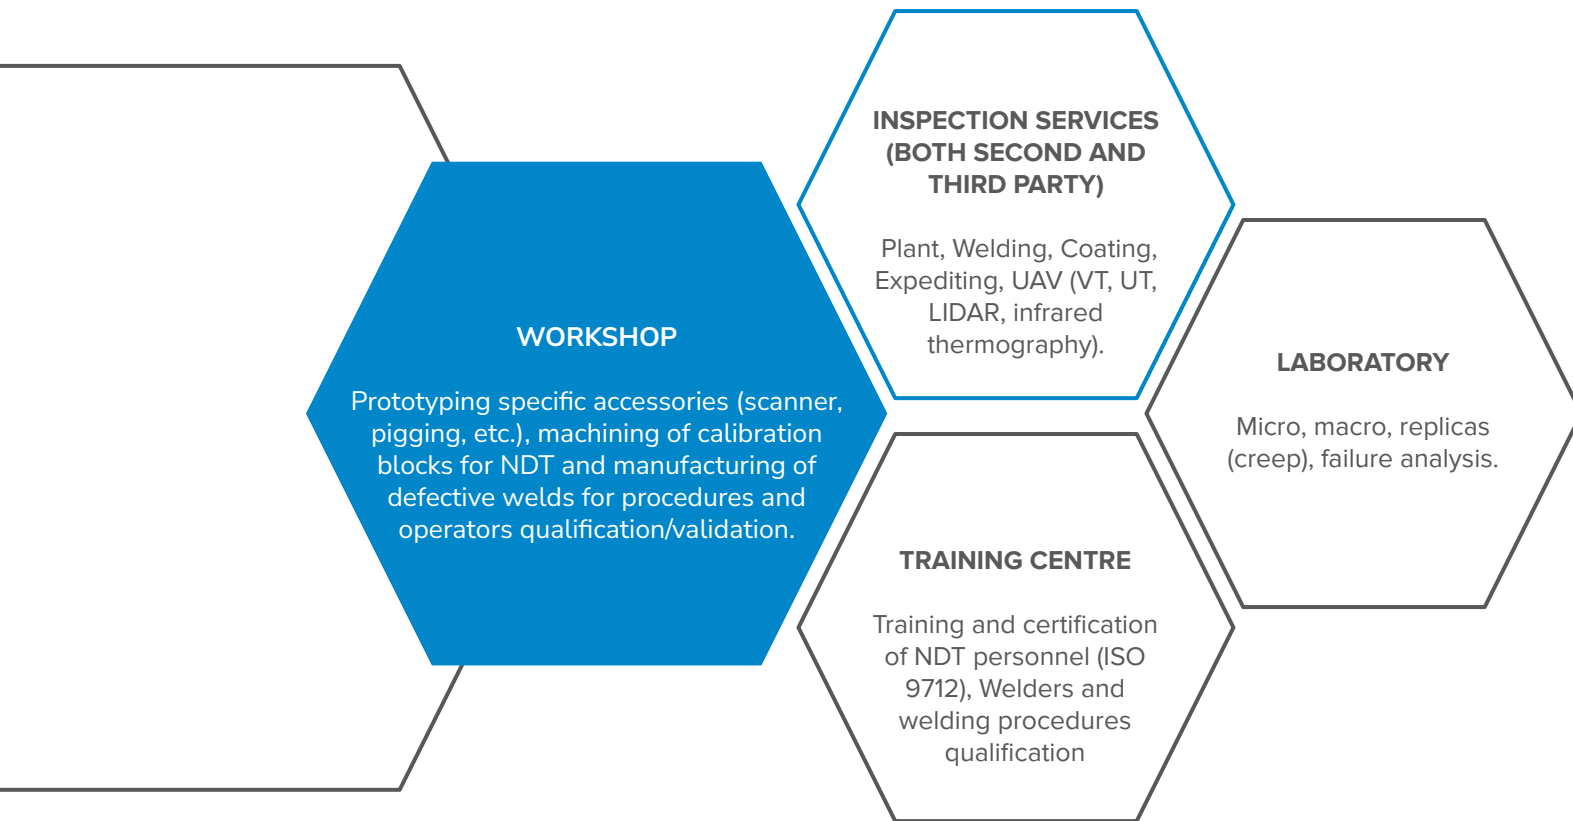 WORKSHOP
Prototyping specific accessories (scanner,
pigging, etc.), machining of calibration
blocks for NDT and manufacturing of
defective welds for procedures and
operators qualification/validation.
INSPECTION SERVICES
(BOTH SECOND AND
THIRD PARTY)
Plant, Welding, Coating,
Expediting, UAV (VT, UT,
LIDAR, infrared
thermography).
LABORATORY
Micro, macro, replicas
(creep), failure analysis.
TRAINING CENTRE
Training and certification
of NDT personnel (ISO
9712), Welders and
welding procedures
qualification